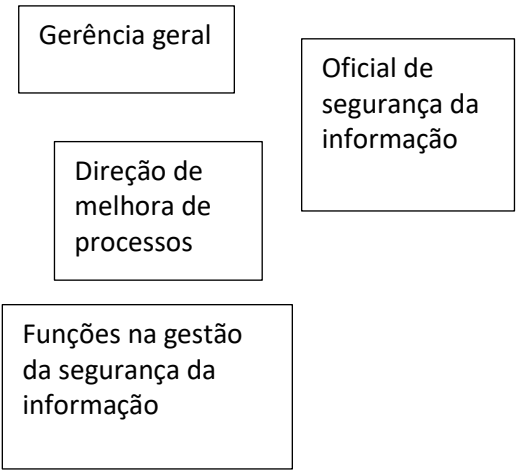 Gerência geral
Oficial de
segurança da
informação
Direção de
melhora de
processos
Funções na gestão
da segurança da
informação